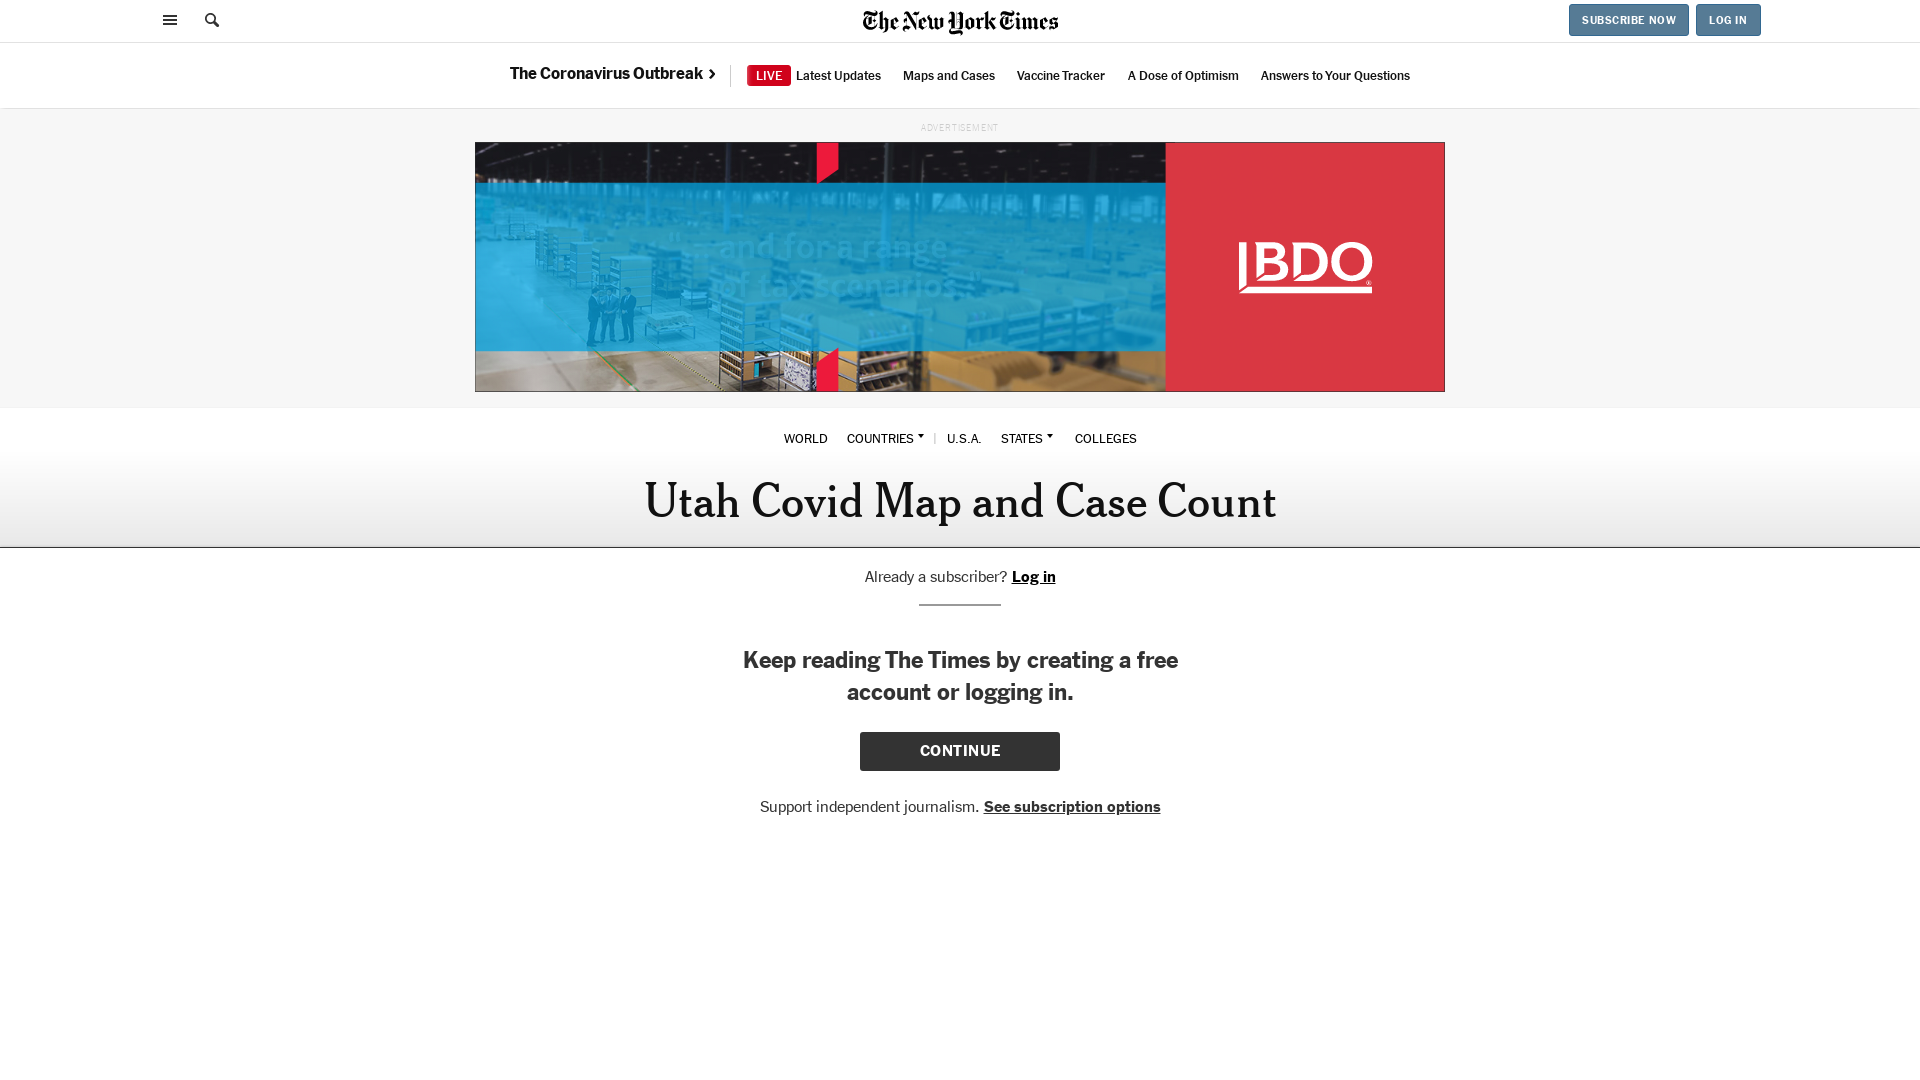 The New York Times
SUBSCRIBE NOW
LOG IN
The Coronavirus Outbreak
LIVE Latest Updates
Maps and Cases
Vaccine Tracker
A Dose of Optimism
Answers to Your Questions
ADVERTISEMENT
"... and for a range
of tax scenarios."
BDO
WORLD
COUNTRIES
U.S.A.
STATES
COLLEGES
Utah Covid Map and Case Count
Already a subscriber? Log in
Keep reading The Times by creating a free
account or logging in.
CONTINUE
Support independent journalism. See subscription options